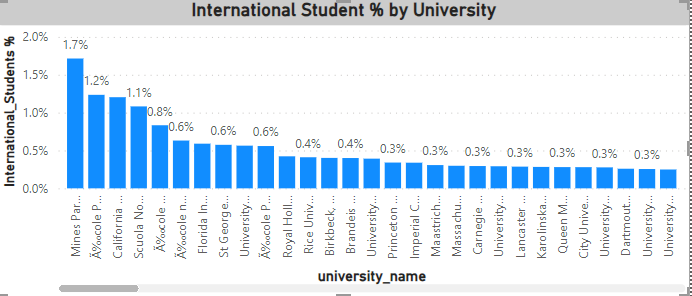 International Student % by University
International_Students %
2.0%
1.5%
1.0%
0.5%
0.0%
1.7%
1.2%
1.1%
0.8%
0.6%
0.6%
0.6%
0.4%
0.4%
0.3%
0.3%
0.3%
0.3%
0.3%
0.3%
Mines Par...
Ã‰cole P...
California ...
Scuola No...
Ã‰cole ...
Ã‰cole n...
Florida In...
St George...
University...
Ã‰cole P...
Royal Holl...
Rice Univ...
Birkbeck, ...
Brandeis ...
University...
Princeton ...
Imperial C...
Maastrich...
Massachu...
Carnegie ...
University...
Lancaster ...
Karolinska...
Queen M...
City Unive...
University...
Dartmout...
University...
University...
university_name